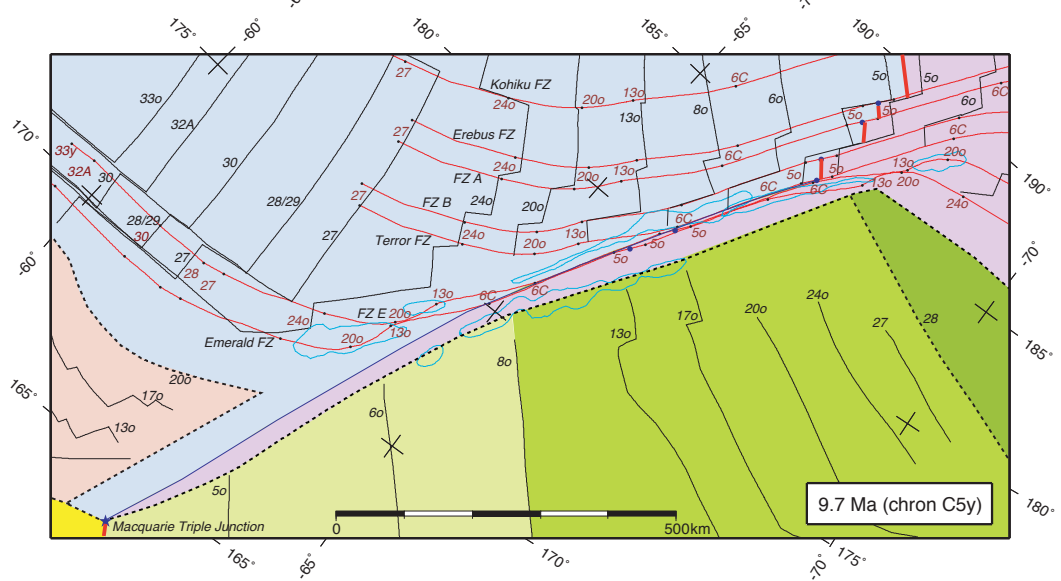 175°
-60°
180°
185°
-65°
190°
27
Kohiku FZ
24o
20o
13o
6C
5o
5o
6o
6C
33o
32A
30
28/29
27
13o
8o
6o
5o
5o
27
Erebus FZ
24o
20o
13o
6C
6C
20o
170°
33y
32A
30
FZ A
24o
20o
5o
5o
13o
20o
24o
190°
27
FZ B
24o
20o
13o
6C
6C
6C
13o
28/29
30
27
28
27
Terror FZ
5o
5o
5o
-60°
-70°
24o
FZ E
20o
13o
13o
6C
6C
Emerald FZ
20o
13o
17o
20o
24o
27
28
185°
8o
165°
20o
17o
13o
6o
5o
9.7 Ma (chron C5y)
180°
Macquarie Triple Junction
0
500km
165°
-65°
170°
-70°
175°